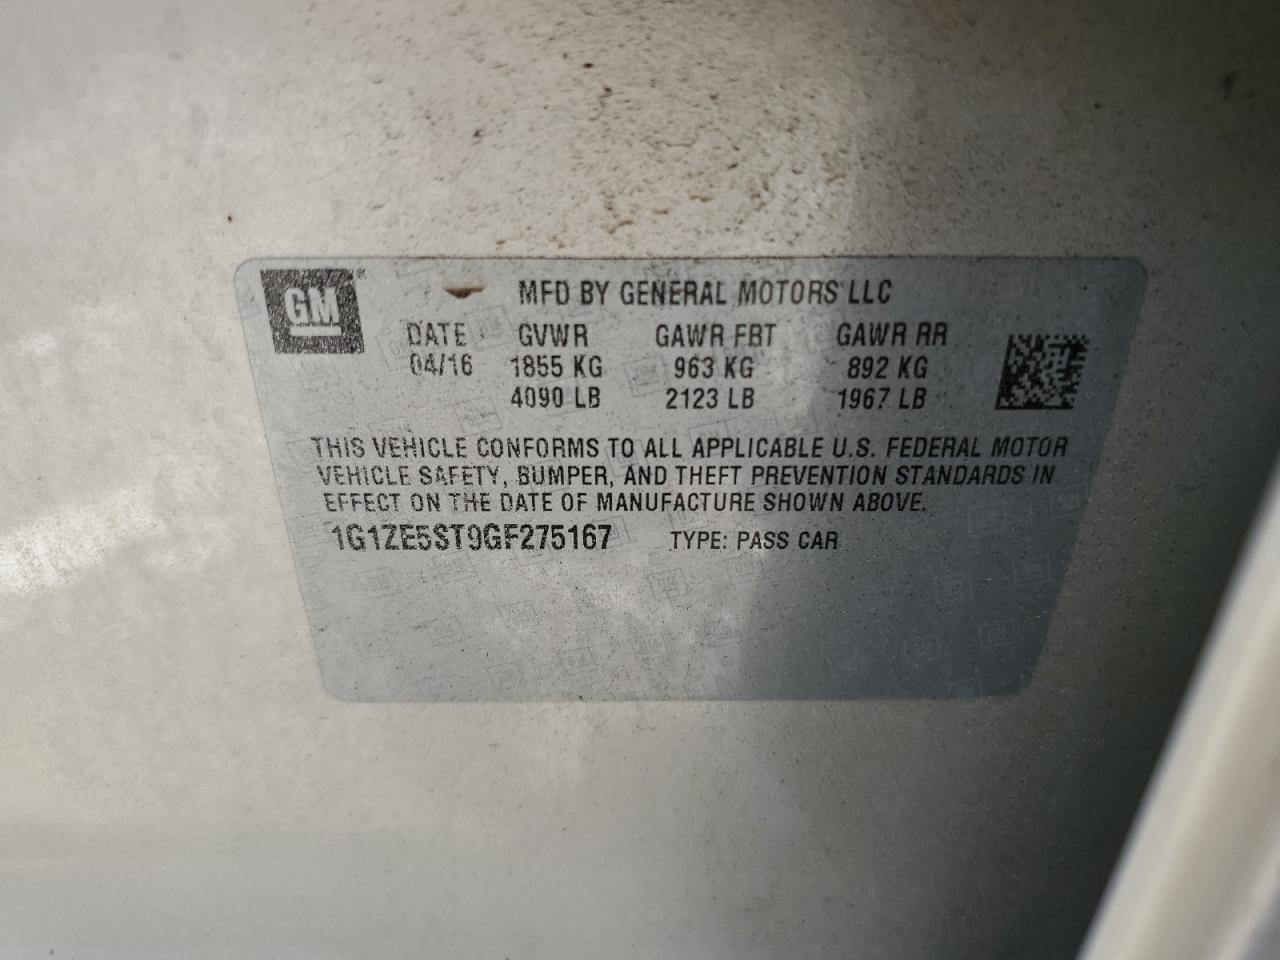 GM
MFD BY GENERAL MOTORS LLC
DATE GVWR GAWR FRT GAWR RR
04/16 1855 KG 963 KG 892 KG
4090 LB 2123 LB 1967 LB
THIS VEHICLE CONFORMS TO ALL APPLICABLE U.S. FEDERAL MOTOR
VEHICLE SAFETY, BUMPER, AND THEFT PREVENTION STANDARDS IN
EFFECT ON THE DATE OF MANUFACTURE SHOWN ABOVE.
1G1ZE5ST9GF275167 TYPE: PASS CAR